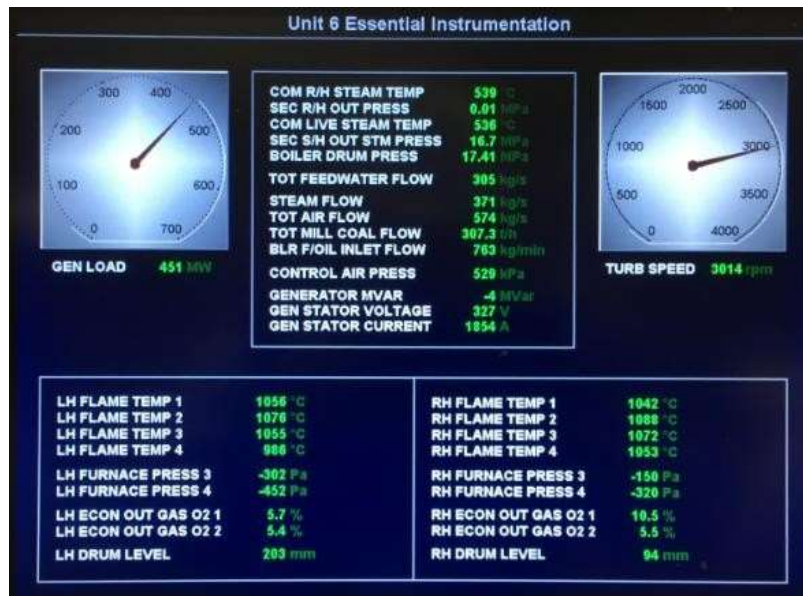 Unit 6 Essential Instrumentation
0 100 200 300 400 500 600 700
GEN LOAD 451 MW
COM R/H STEAM TEMP 539 °C
SEC R/H OUT PRESS 0.01 MPa
COM LIVE STEAM TEMP 536 °C
SEC S/H OUT STM PRESS 16.7 MPa
BOILER DRUM PRESS 17.41 MPa
TOT FEEDWATER FLOW 305 kg/s
STEAM FLOW 371 kg/s
TOT AIR FLOW 574 kg/s
TOT MILL COAL FLOW 307.3 t/h
BLR F/OIL INLET FLOW 763 kg/min
CONTROL AIR PRESS 529 kPa
GENERATOR MVAR -4 MVar
GEN STATOR VOLTAGE 327 V
GEN STATOR CURRENT 1854 A
0 500 1000 1500 2000 2500 3000 3500 4000
TURB SPEED 3014 rpm
LH FLAME TEMP 1 1056 °C
LH FLAME TEMP 2 1076 °C
LH FLAME TEMP 3 1055 °C
LH FLAME TEMP 4 986 °C
LH FURNACE PRESS 3 -302 Pa
LH FURNACE PRESS 4 -452 Pa
LH ECON OUT GAS O2 1 5.7 %
LH ECON OUT GAS O2 2 5.4 %
LH DRUM LEVEL 203 mm
RH FLAME TEMP 1 1042 °C
RH FLAME TEMP 2 1088 °C
RH FLAME TEMP 3 1072 °C
RH FLAME TEMP 4 1053 °C
RH FURNACE PRESS 3 -150 Pa
RH FURNACE PRESS 4 -320 Pa
RH ECON OUT GAS O2 1 10.5 %
RH ECON OUT GAS O2 2 5.5 %
RH DRUM LEVEL 94 mm